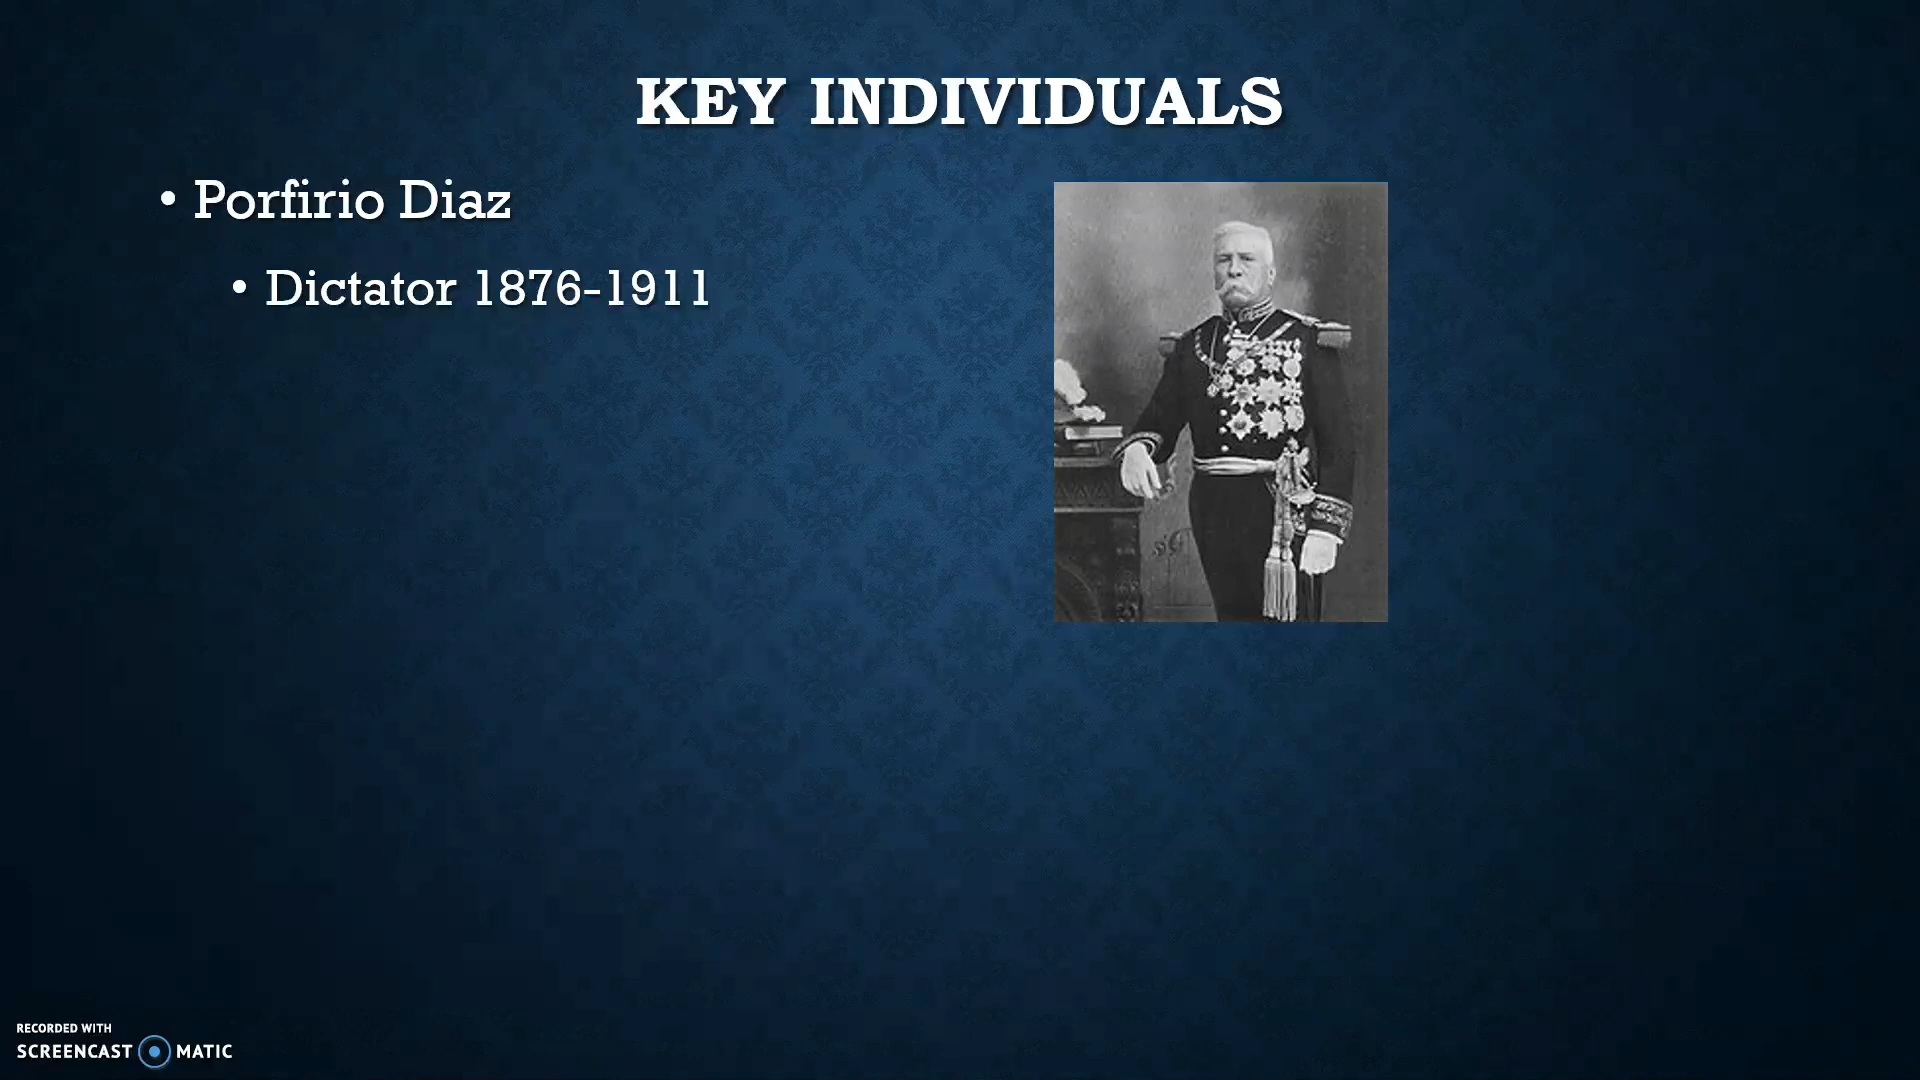 KEY INDIVIDUALS
• Porfirio Diaz
• Dictator 1876-1911
RECORDED WITH
SCREENCAST MATIC